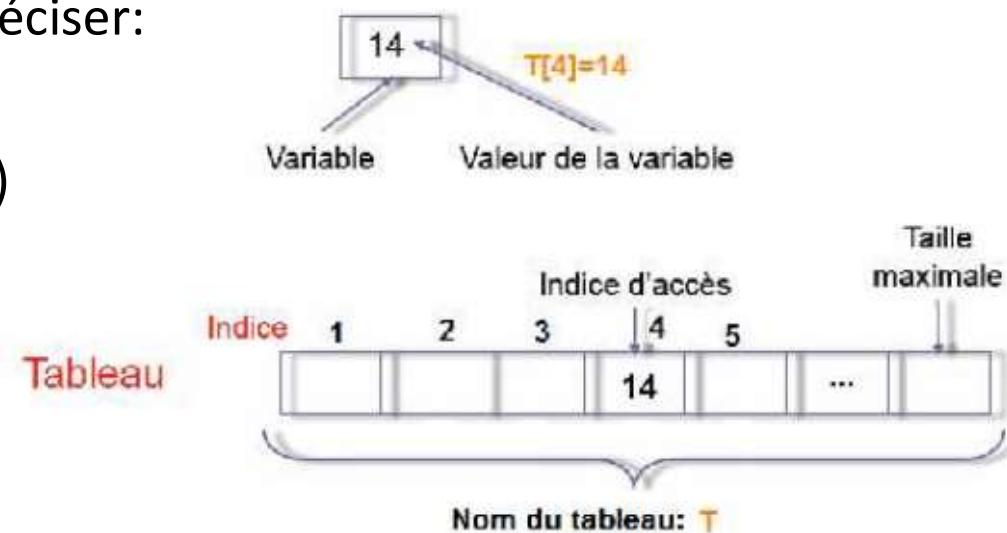 éciser:
14
T[4]=14
Variable Valeur de la variable
)
Taille
maximale
Indice d'accès
Indice 1 2 3 4 5
Tableau
14 ...
Nom du tableau: T